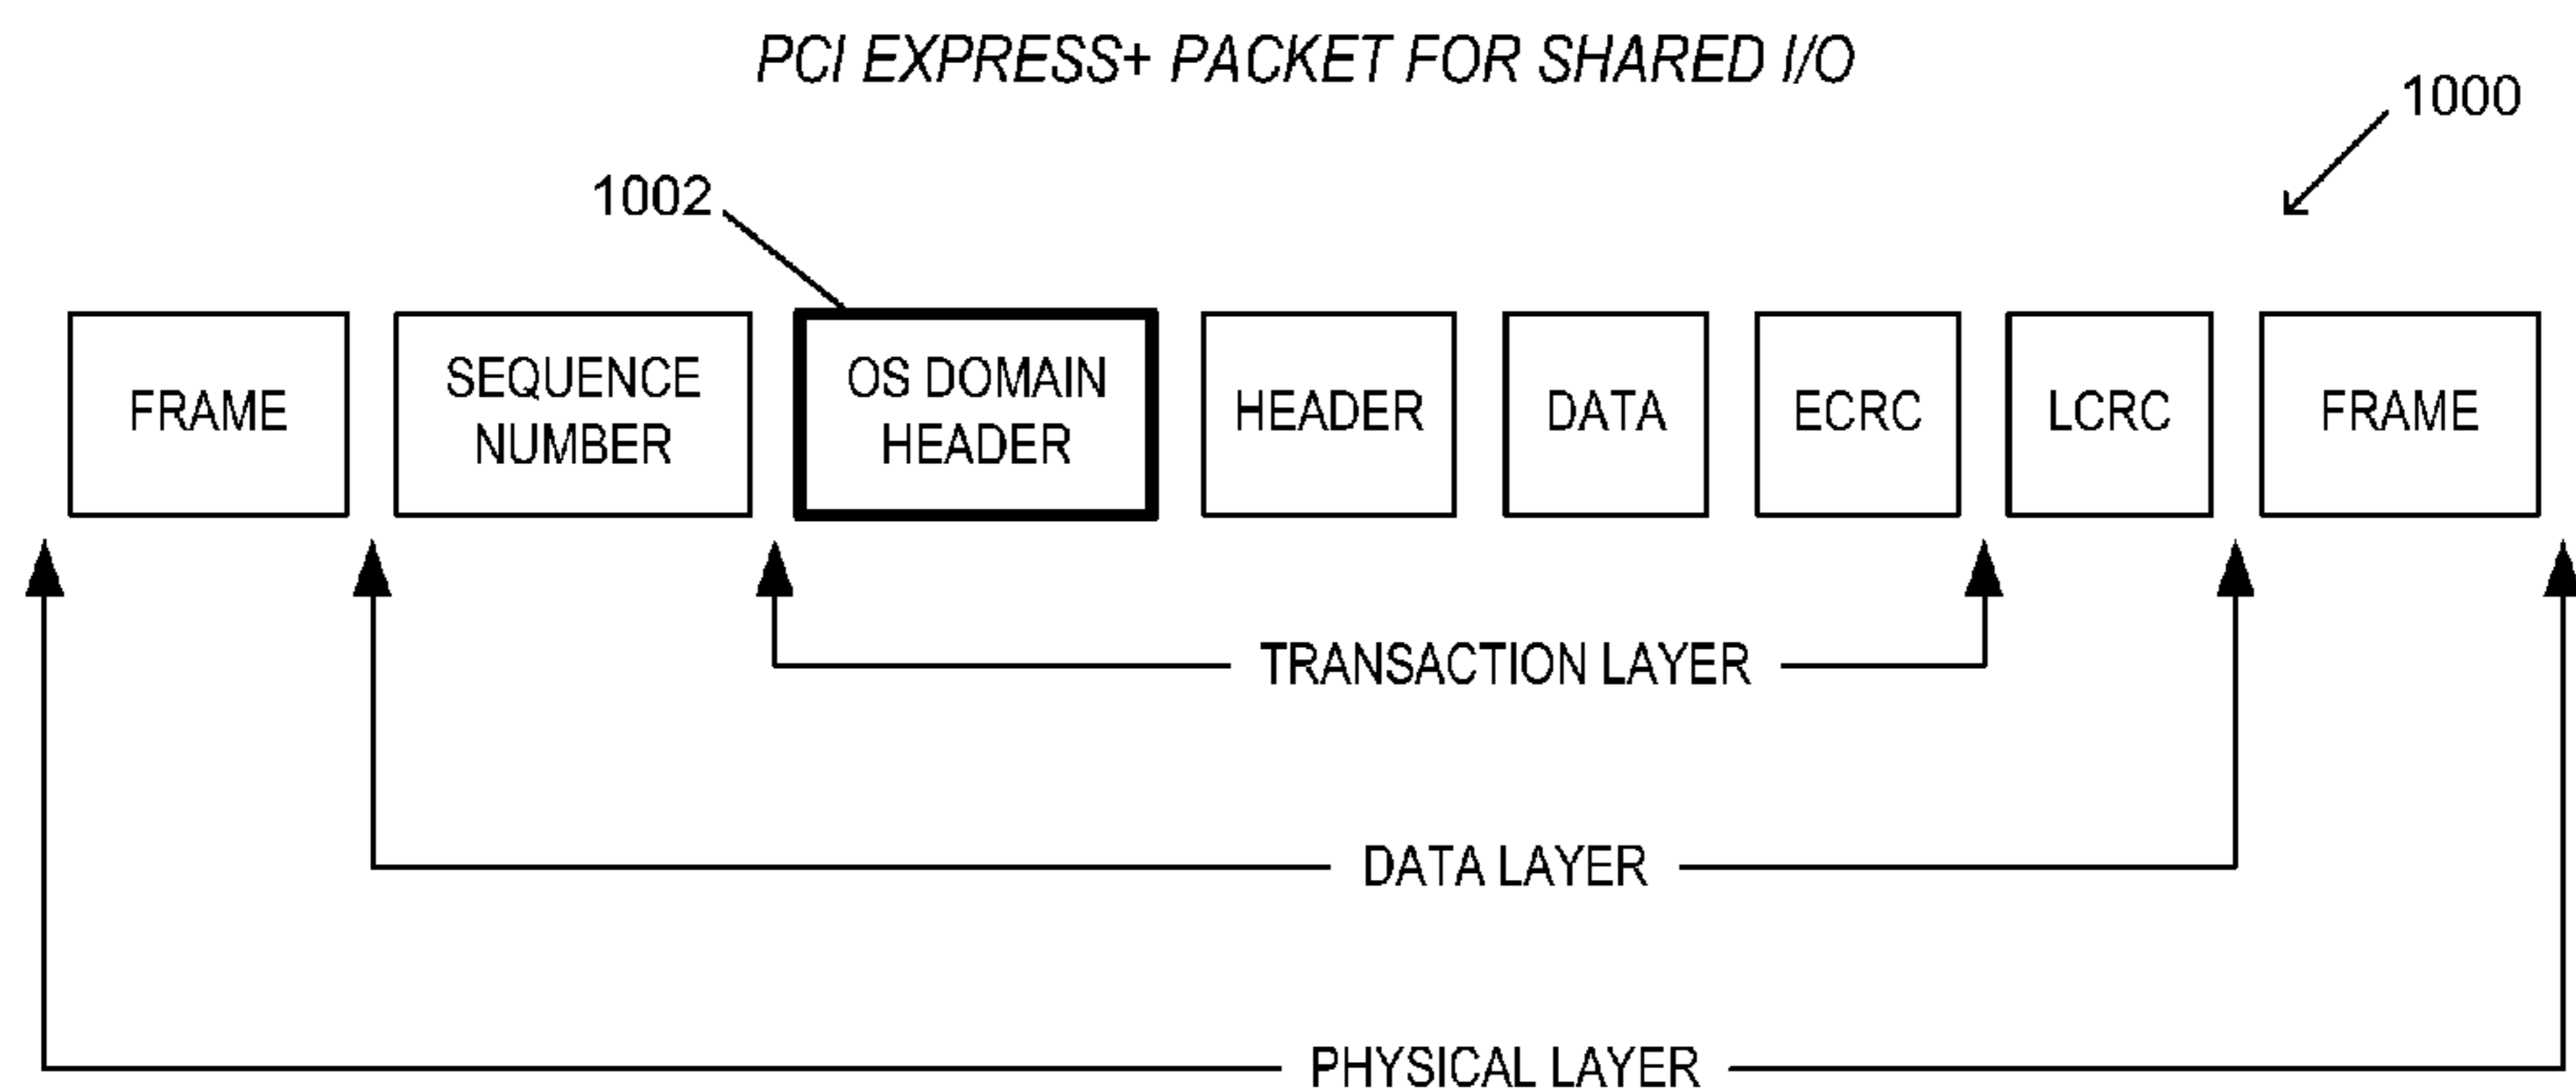 PCI EXPRESS+ PACKET FOR SHARED I/O
1000
1002
FRAME
SEQUENCE
NUMBER
OS DOMAIN
HEADER
HEADER
DATA
ECRC
LCRC
FRAME
TRANSACTION LAYER
DATA LAYER
PHYSICAL LAYER